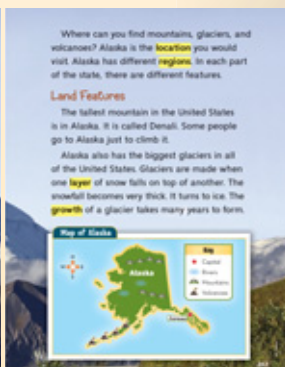 Where can you find mountains, glaciers, and
volcanoes? Alaska is the location you would
visit. Alaska has different regions. In each part
of the state, there are different features.
Land Features
The tallest mountain in the United States
is in Alaska. It is called Denali. Some people
go to Alaska just to climb it.
Alaska also has the biggest glaciers in all
of the United States. Glaciers are made when
one layer of snow falls on top of another. The
snowfall becomes very thick. It turns to ice. The
growth of a glacier takes many years to form.
Map of Alaska
Alaska
Key
Capital
Rivers
Mountains
Volcanoes